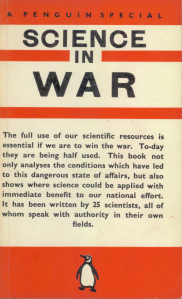 A PENGUIN SPECIAL
SCIENCE
IN
WAR
The full use of our scientific resources is
essential if we are to win the war. To-day
they are being half used. This book not
only analyses the conditions which have led
to this dangerous state of affairs, but also
shows where science could be applied with
immediate benefit to our national effort.
It has been written by 25 scientists, all of
whom speak with authority in their own
fields.